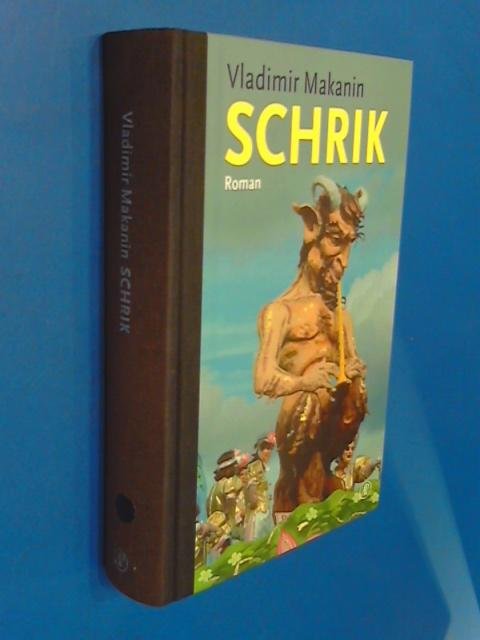 Vladimir Makanin
SCHRIK
Roman
Vladimir Makanin SCHRIK